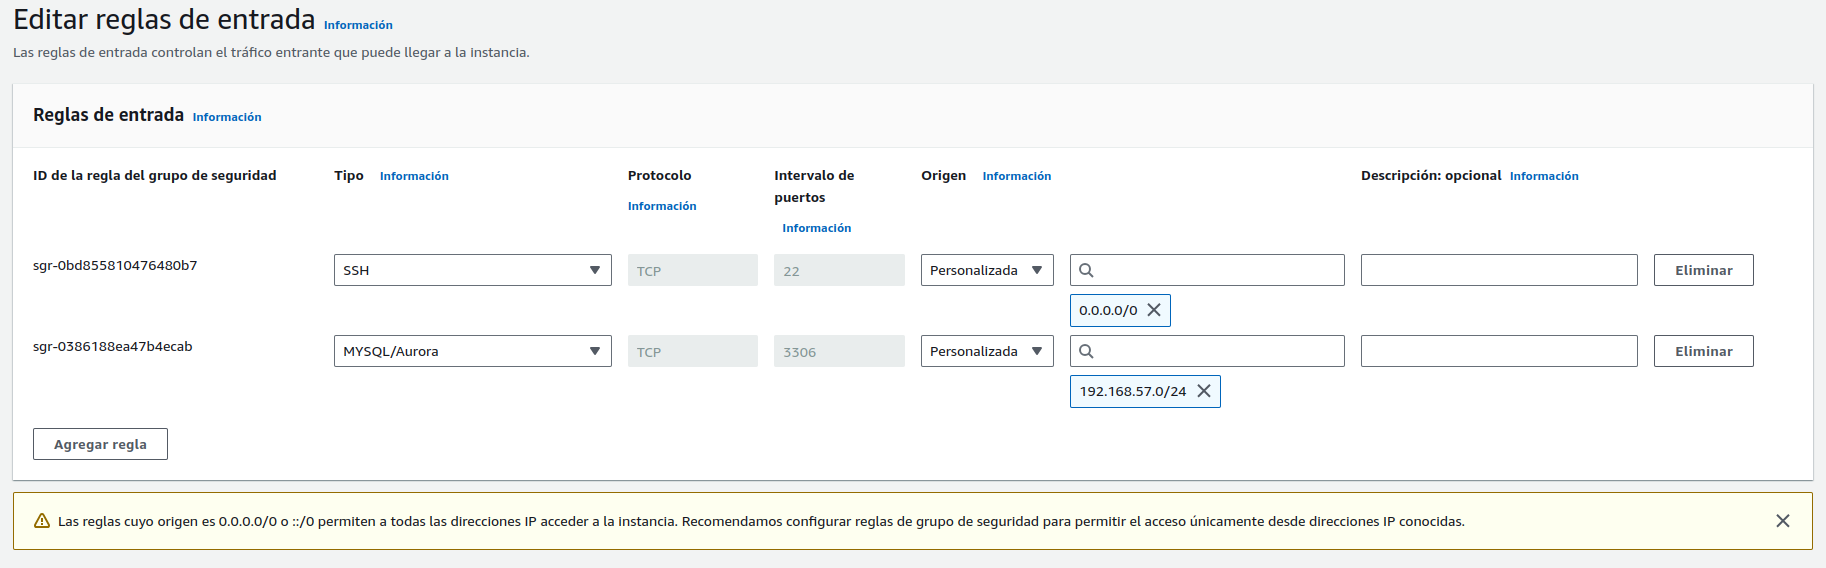 Editar reglas de entrada Información
Las reglas de entrada controlan el tráfico entrante que puede llegar a la instancia.
Reglas de entrada Información
ID de la regla del grupo de seguridad Tipo Información Protocolo Información Intervalo de puertos Información Origen Información Descripción: opcional Información
sgr-0bd855810476480b7 SSH TCP 22 Personalizada Eliminar
0.0.0.0/0
sgr-0386188ea47b4ecab MYSQL/Aurora TCP 3306 Personalizada Eliminar
192.168.57.0/24
Agregar regla
Las reglas cuyo origen es 0.0.0.0/0 o ::/0 permiten a todas las direcciones IP acceder a la instancia. Recomendamos configurar reglas de grupo de seguridad para permitir el acceso únicamente desde direcciones IP conocidas.